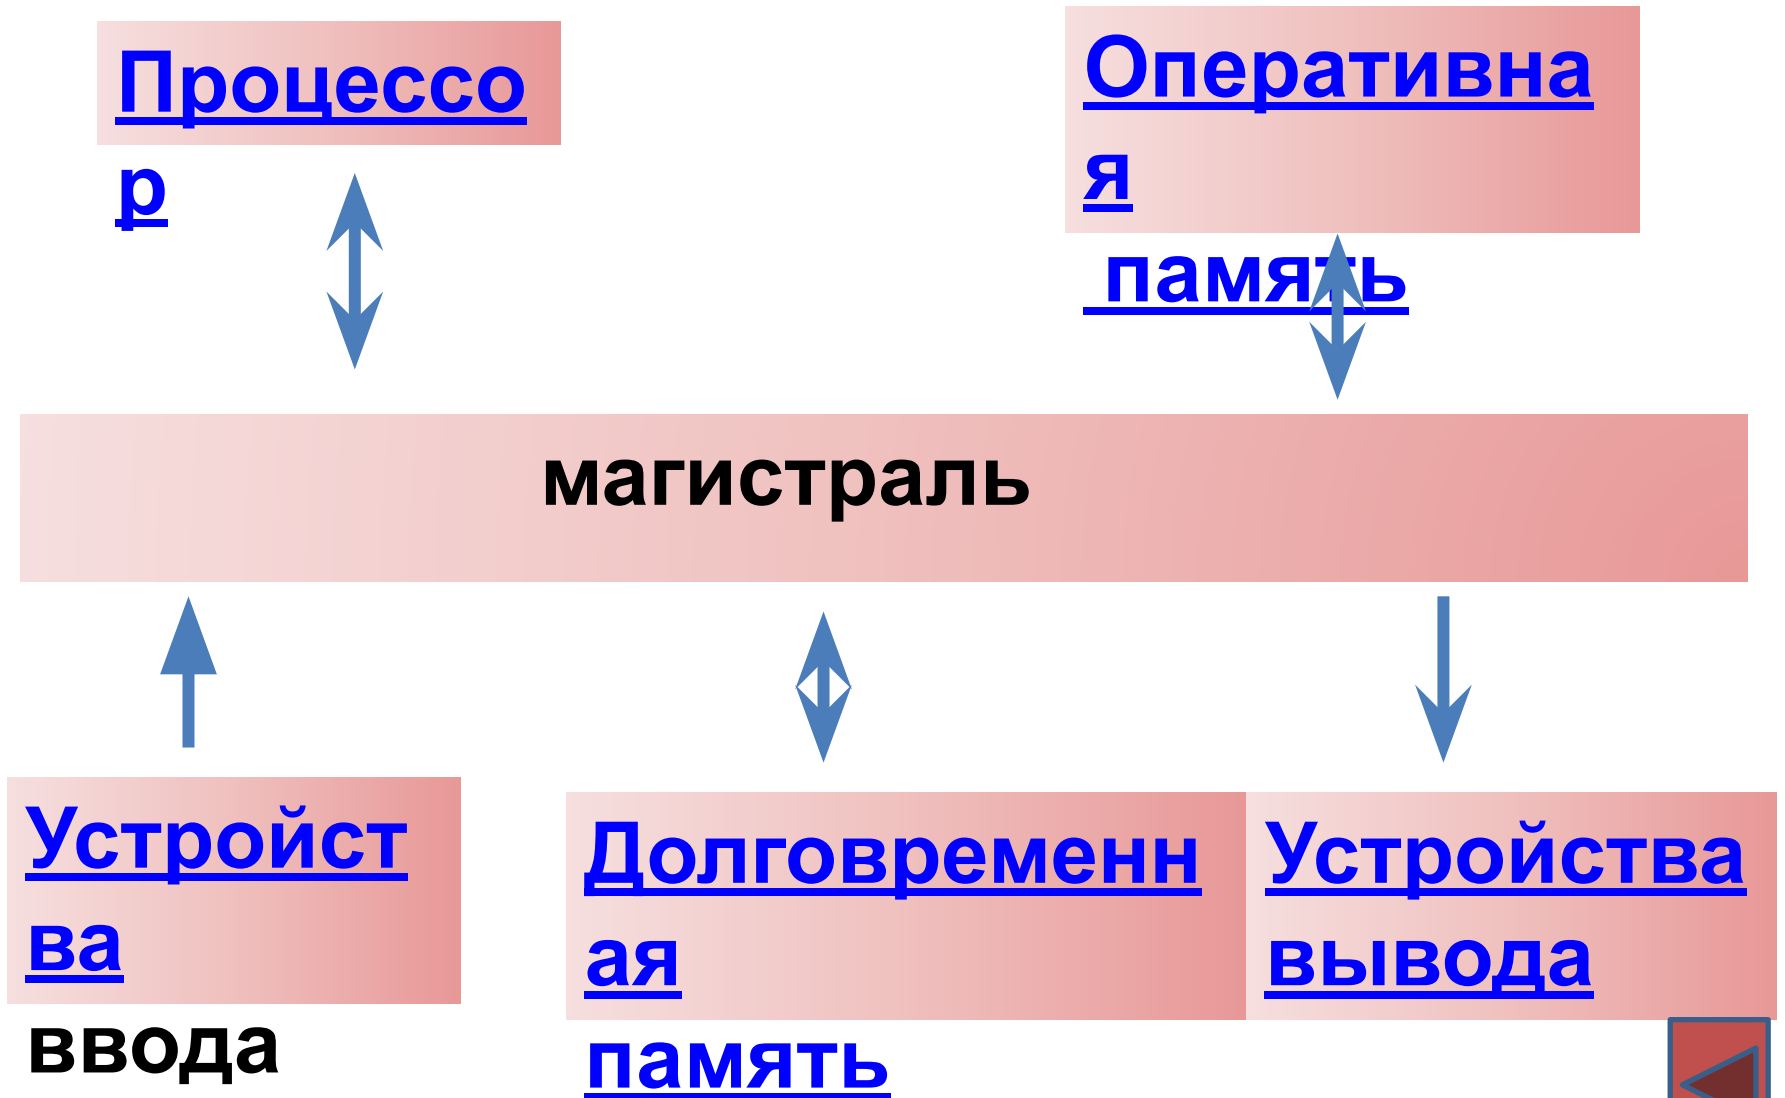 Процессо
р
Оперативна
я
память
магистраль
Устройст
ва
ввода
Долговременн
ая
память
Устройства
вывода